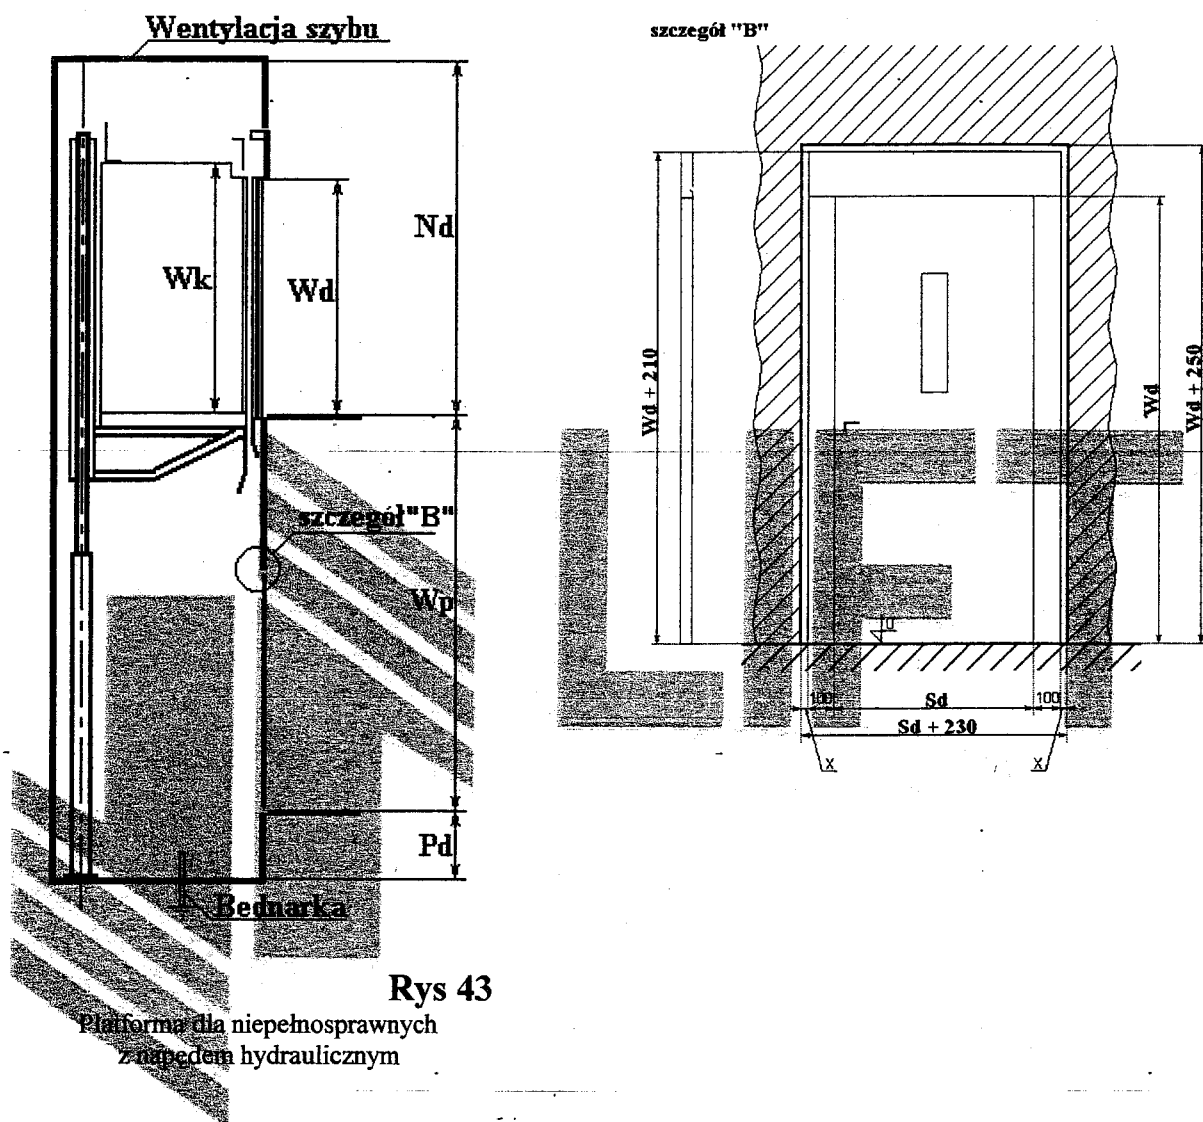 Wentylacja szybu
szczegół "B"
Nd
Wk
Wd
Wd + 210
Wd
Wd + 250
szczegół "B"
Wp
100
Sd
100
Sd + 230
X
X
Pd
Bednarka
Rys 43
Platforma dla niepełnosprawnych
z napędem hydraulicznym
LIFT